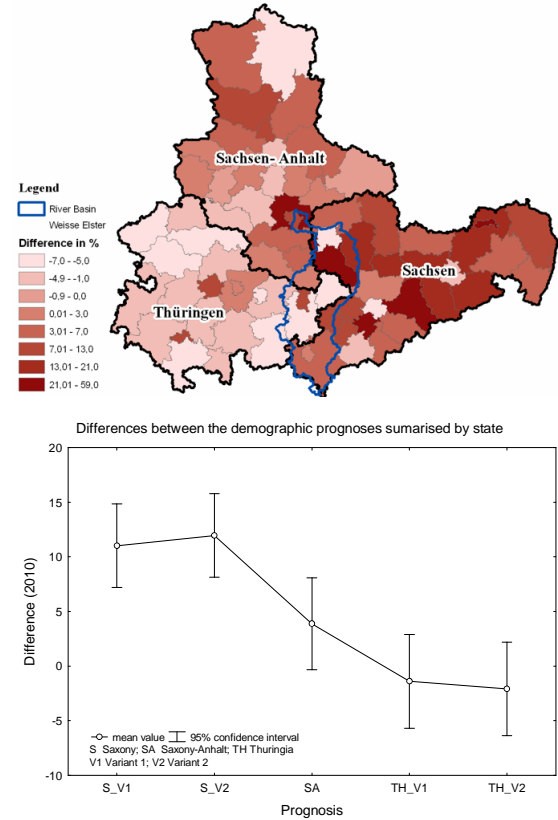 Sachsen- Anhalt
Legend
River Basin
Weisse Elster
Difference in %
-7,0 - -5,0
-4,9 - -1,0
-0,9 - 0,0
0,01 - 3,0
3,01 - 7,0
7,01 - 13,0
13,01 - 21,0
21,01 - 59,0
Sachsen
Thüringen
Differences between the demographic prognoses sumarised by state
Difference (2010)
20
15
10
5
0
-5
-10
mean value 95% confidence interval
S Saxony; SA Saxony-Anhalt; TH Thuringia
V1 Variant 1; V2 Variant 2
S_V1 S_V2 SA TH_V1 TH_V2
Prognosis